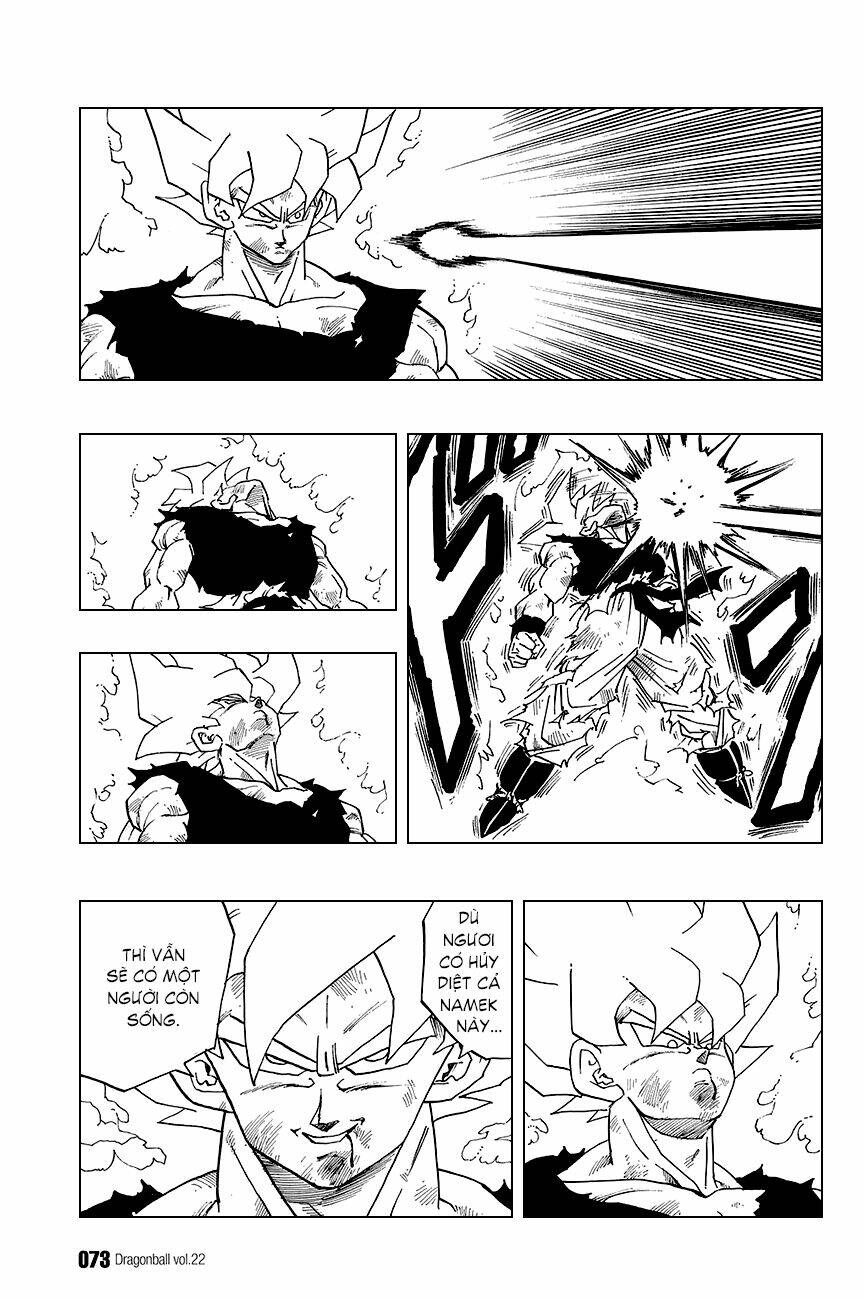 DÙ
NGƯƠI
CÓ HỦY
DIỆT CẢ
NAMEK
NÀY...
THÌ VẪN
SẼ CÓ MỘT
NGƯỜI CÒN
SỐNG.
073 Dragonball vol.22